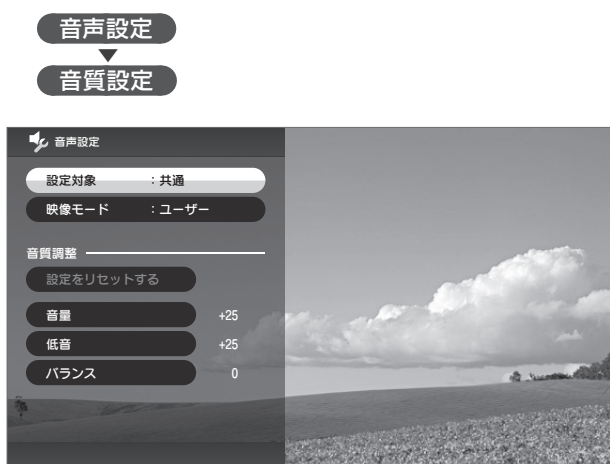 音声設定
音質設定
音声設定
設定対象 ：共通
映像モード ：ユーザー
音質調整
設定をリセットする
音量 +25
低音 +25
バランス 0